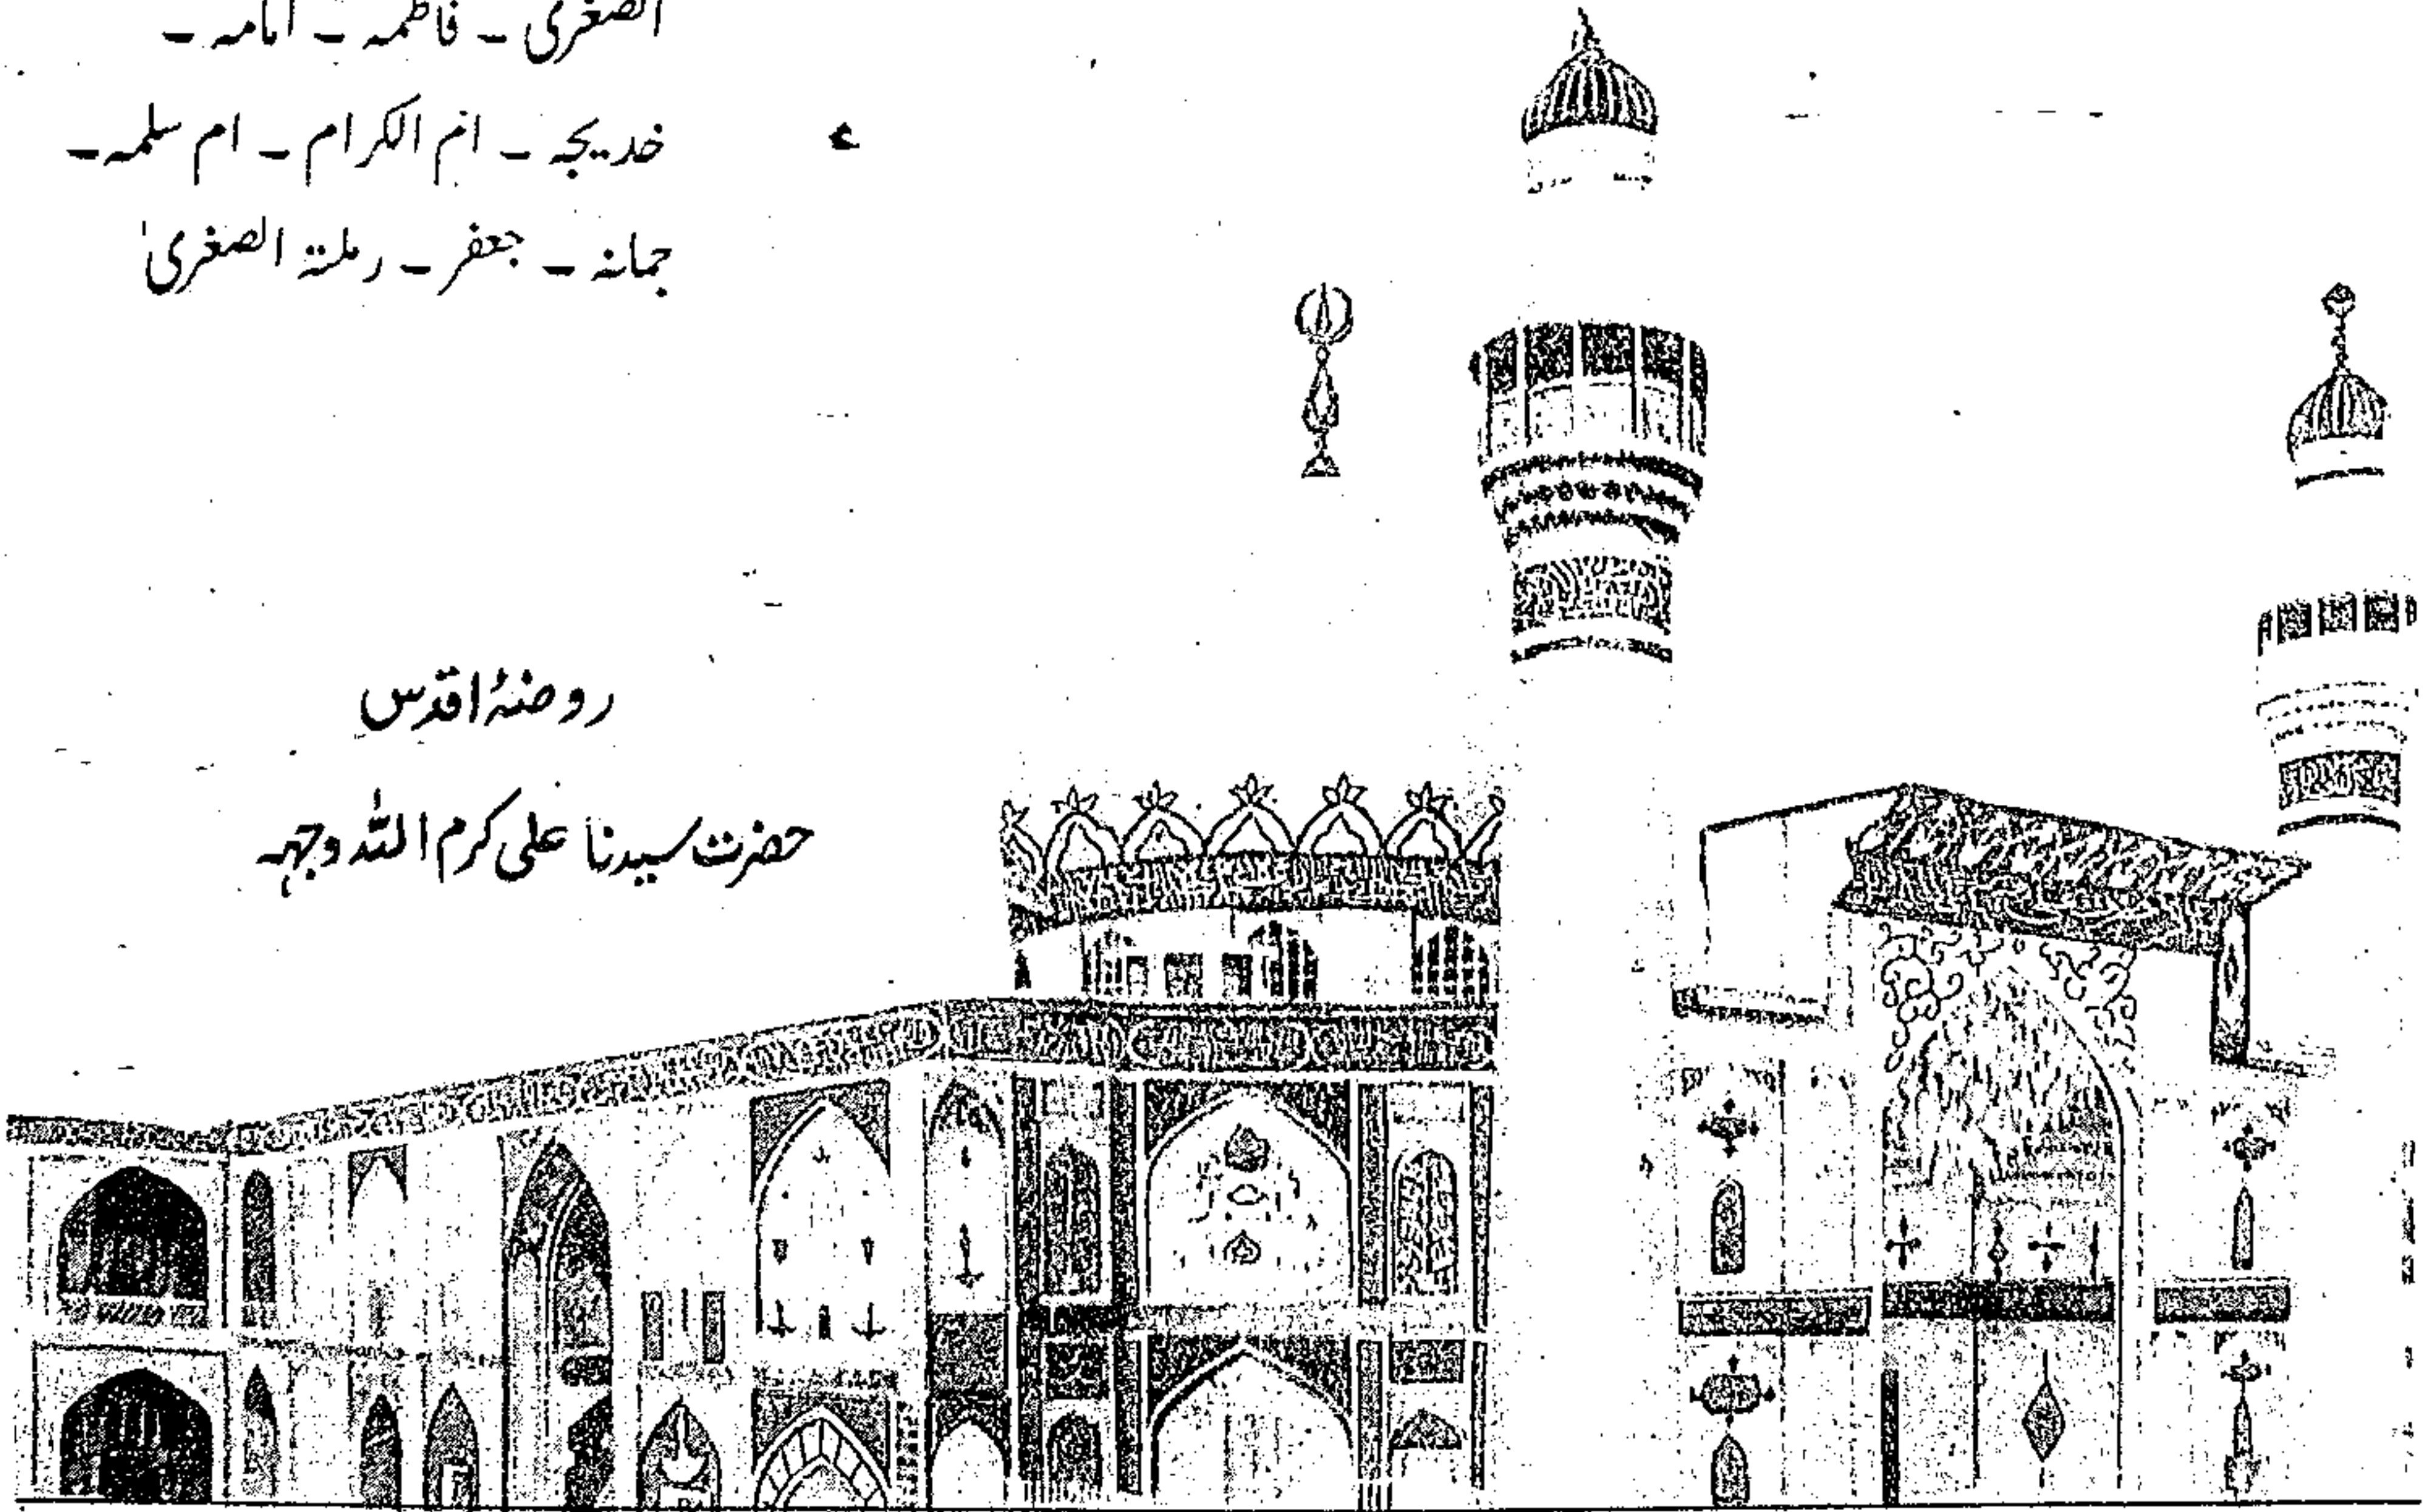 الصغریٰ ۔ فاطمہ ۔ امامہ ۔
خدیجہ ۔ ام الکرام ۔ ام سلمہ ۔
جمانہ ۔ جعفر ۔ رملتہ الصغریٰ
روضۂ اقدس
حضرت سیدنا علی کرم اللہ وجہہ